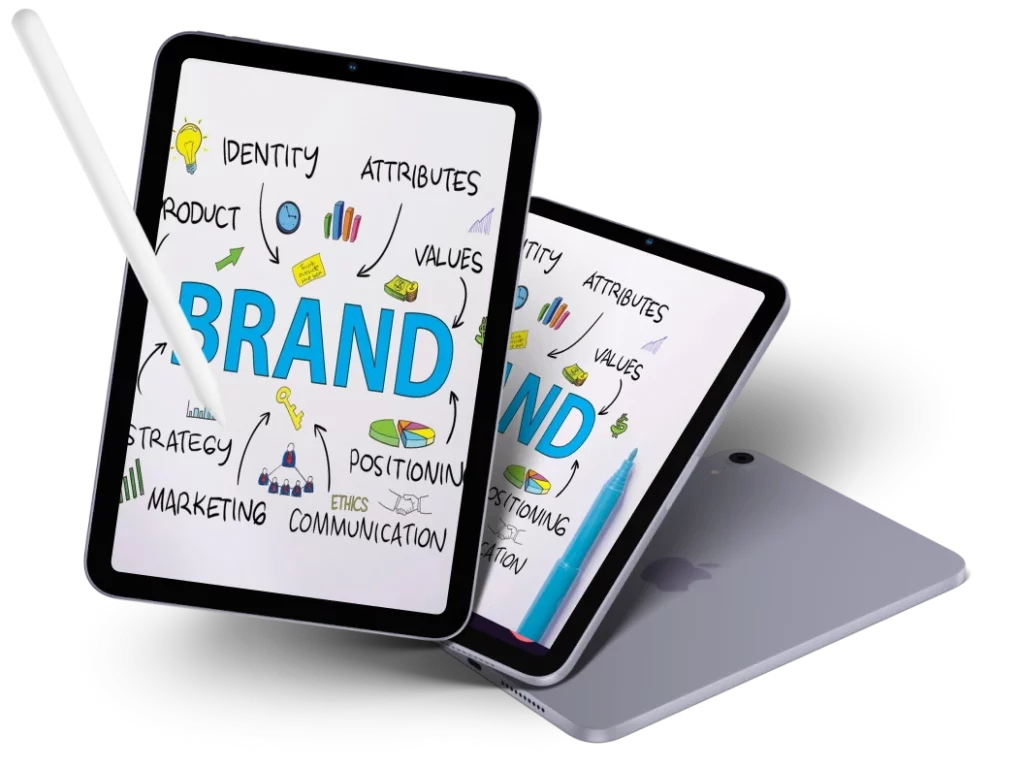 IDENTITY
ATTRIBUTES
RODUCT
VALUES
BRAND
STRATEGY
POSITIONIN
MARKETING
ETHICS
COMMUNICATION
TITY
ATTRIBUTES
VALUES
ND
OSITIONING
CATION